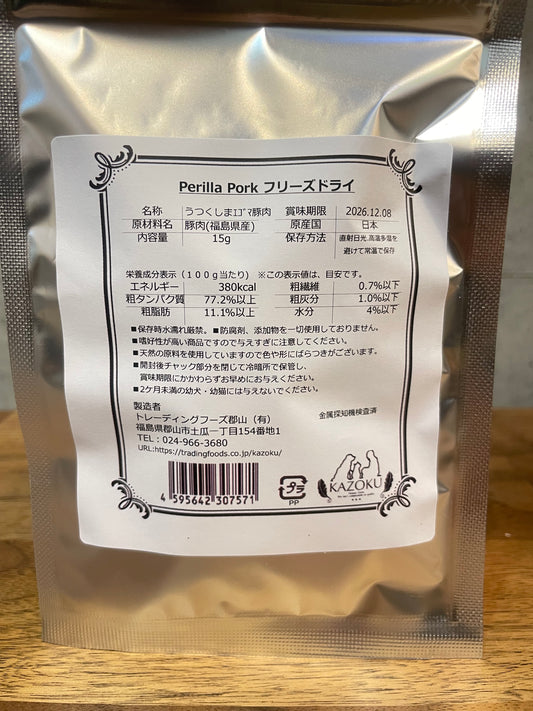 Perilla Pork フリーズドライ
名称 うつくしまｴｺﾞﾏ豚肉 賞味期限 2026.12.08
原材料名 豚肉(福島県産) 原産国 日本
内容量 15g 保存方法 直射日光.高温多湿を
避けて常温で保存
栄養成分表示（１００g当たり） ※この表示値は、目安です。
エネルギー 380kcal 粗繊維 0.7%以下
粗タンパク質 77.2%以上 粗灰分 1.0%以下
粗脂肪 11.1%以上 水分 4%以下
■保存時水濡れ厳禁。■防腐剤、添加物を一切使用しておりません。
■嗜好性が高い商品ですので与えすぎに注意してください。
■天然の原料を使用していますので色や形にばらつきがございます。
■開封後チャック部分を閉じて冷暗所で保管し、
賞味期限にかかわらずお早めにお与えください。
■2ケ月未満の幼犬・幼猫には与えないでください。
製造者
トレーディングフーズ郡山（有）
福島県郡山市土瓜一丁目154番地1
TEL：024-966-3680
URL:https://tradingfoods.co.jp/kazoku/
金属探知機検査済
4 595642 307571
プラ
PP
KAZOKU